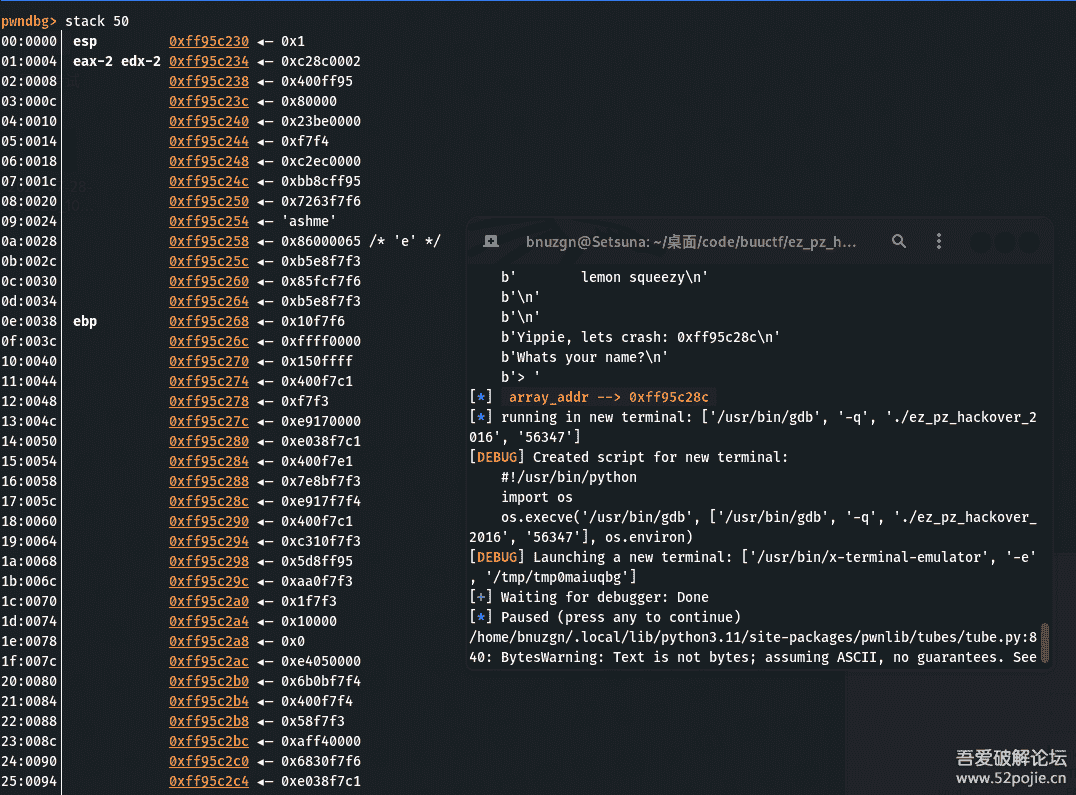 pwndbg> stack 50
00:0000│ esp 0xff95c230 ◂— 0x1
01:0004│ eax-2 edx-2 0xff95c234 ◂— 0xc28c0002
02:0008│ 0xff95c238 ◂— 0x400ff95
03:000c│ 0xff95c23c ◂— 0x80000
04:0010│ 0xff95c240 ◂— 0x23be0000
05:0014│ 0xff95c244 ◂— 0xf7f4
06:0018│ 0xff95c248 ◂— 0xc2ec0000
07:001c│ 0xff95c24c ◂— 0xbb8cff95
08:0020│ 0xff95c250 ◂— 0x7263f7f6
09:0024│ 0xff95c254 ◂— 'ashme'
0a:0028│ 0xff95c258 ◂— 0x86000065 /* 'e' */
0b:002c│ 0xff95c25c ◂— 0xb5e8f7f3
0c:0030│ 0xff95c260 ◂— 0x85fcf7f6
0d:0034│ 0xff95c264 ◂— 0xb5e8f7f3
0e:0038│ ebp 0xff95c268 ◂— 0x10f7f6
0f:003c│ 0xff95c26c ◂— 0xffff0000
10:0040│ 0xff95c270 ◂— 0x150ffff
11:0044│ 0xff95c274 ◂— 0x400f7c1
12:0048│ 0xff95c278 ◂— 0xf7f3
13:004c│ 0xff95c27c ◂— 0xe9170000
14:0050│ 0xff95c280 ◂— 0xe038f7c1
15:0054│ 0xff95c284 ◂— 0x400f7e1
16:0058│ 0xff95c288 ◂— 0x7e8bf7f3
17:005c│ 0xff95c28c ◂— 0xe917f7f4
18:0060│ 0xff95c290 ◂— 0x400f7c1
19:0064│ 0xff95c294 ◂— 0xc310f7f3
1a:0068│ 0xff95c298 ◂— 0x5d8ff95
1b:006c│ 0xff95c29c ◂— 0xaa0f7f3
1c:0070│ 0xff95c2a0 ◂— 0x1f7f3
1d:0074│ 0xff95c2a4 ◂— 0x10000
1e:0078│ 0xff95c2a8 ◂— 0x0
1f:007c│ 0xff95c2ac ◂— 0xe4050000
20:0080│ 0xff95c2b0 ◂— 0x6b0bf7f4
21:0084│ 0xff95c2b4 ◂— 0x400f7f4
22:0088│ 0xff95c2b8 ◂— 0x58f7f3
23:008c│ 0xff95c2bc ◂— 0xaff40000
24:0090│ 0xff95c2c0 ◂— 0x6830f7f6
25:0094│ 0xff95c2c4 ◂— 0xe038f7c1
bnuzgn@Setsuna: ~/桌面/code/buuctf/ez_pz_h...
b'        lemon squeezy\n'
b'\n'
b'\n'
b'Yippie, lets crash: 0xff95c28c\n'
b'Whats your name?\n'
b'> '
[*] array_addr --> 0xff95c28c
[*] running in new terminal: ['/usr/bin/gdb', '-q', './ez_pz_hackover_2
016', '56347']
[DEBUG] Created script for new terminal:
#!/usr/bin/python
import os
os.execve('/usr/bin/gdb', ['/usr/bin/gdb', '-q', './ez_pz_hackover_
2016', '56347'], os.environ)
[DEBUG] Launching a new terminal: ['/usr/bin/x-terminal-emulator', '-e'
, '/tmp/tmp0maiuqbg']
[+] Waiting for debugger: Done
[*] Paused (press any to continue)
/home/bnuzgn/.local/lib/python3.11/site-packages/pwnlib/tubes/tube.py:8
40: BytesWarning: Text is not bytes; assuming ASCII, no guarantees. See
吾爱破解论坛
www.52pojie.cn